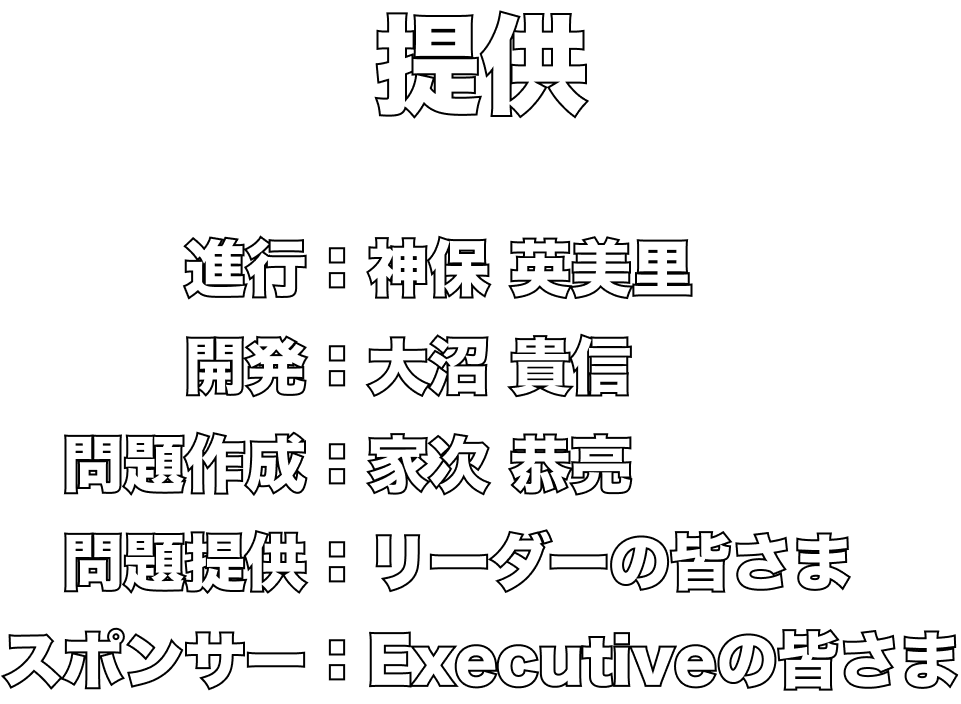 提供
進行：神保 英美里
開発：大沼 貴信
問題作成：家次 恭亮
問題提供：リーダーの皆さま
スポンサー：Executiveの皆さま